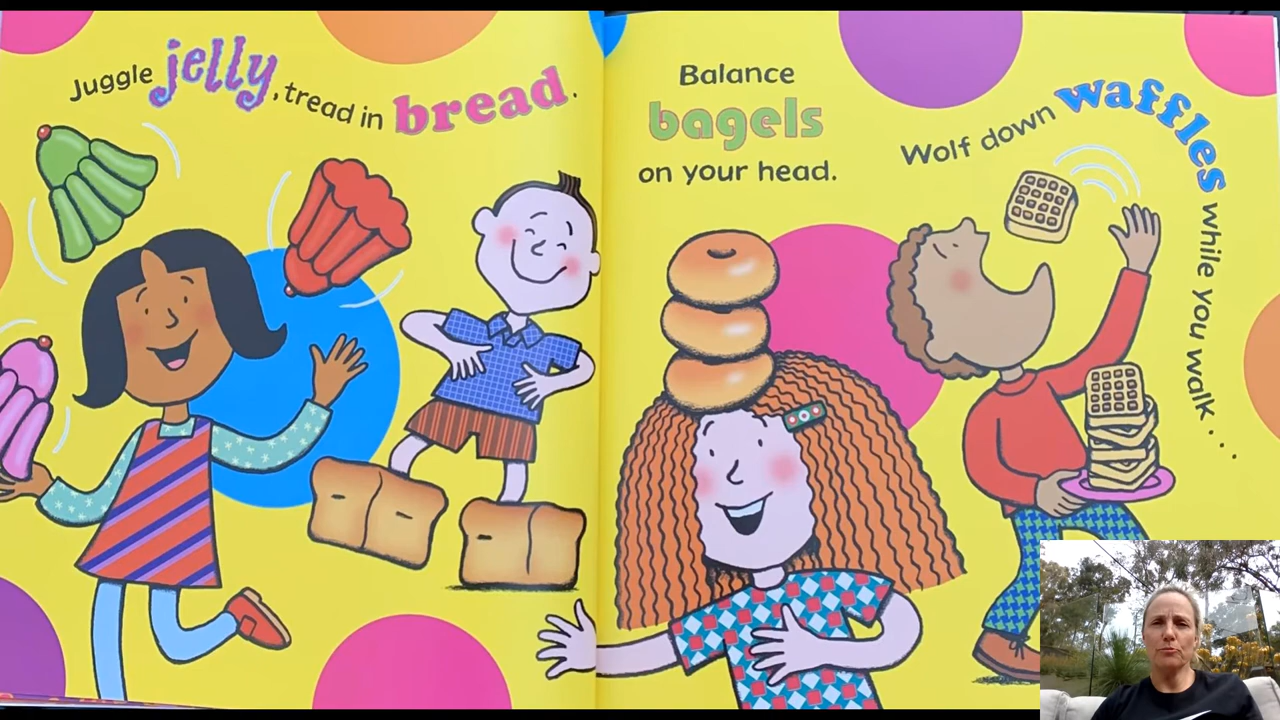 Juggle jelly, tread in bread.
Balance
bagels
on your head.
Wolf down waffles while you walk...